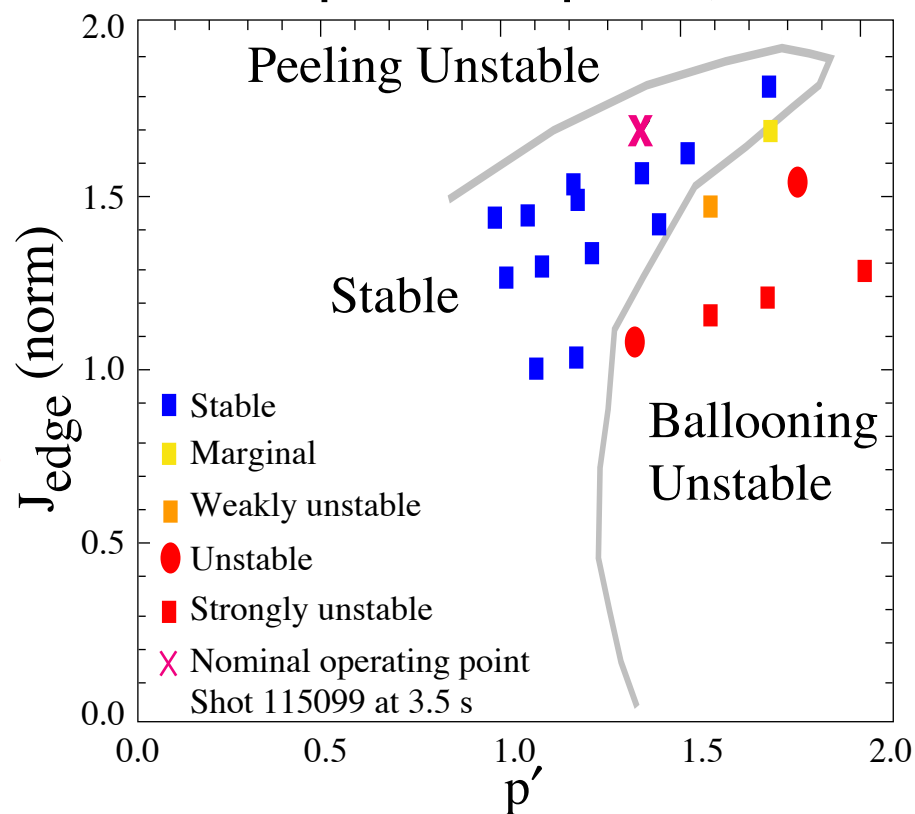 2.0
Peeling Unstable
1.5
Stable
J_edge (norm)
1.0
Stable
Ballooning
Unstable
Marginal
Weakly unstable
0.5
Unstable
Strongly unstable
X Nominal operating point
Shot 115099 at 3.5 s
0.0
0.0 0.5 1.0 1.5 2.0
p′